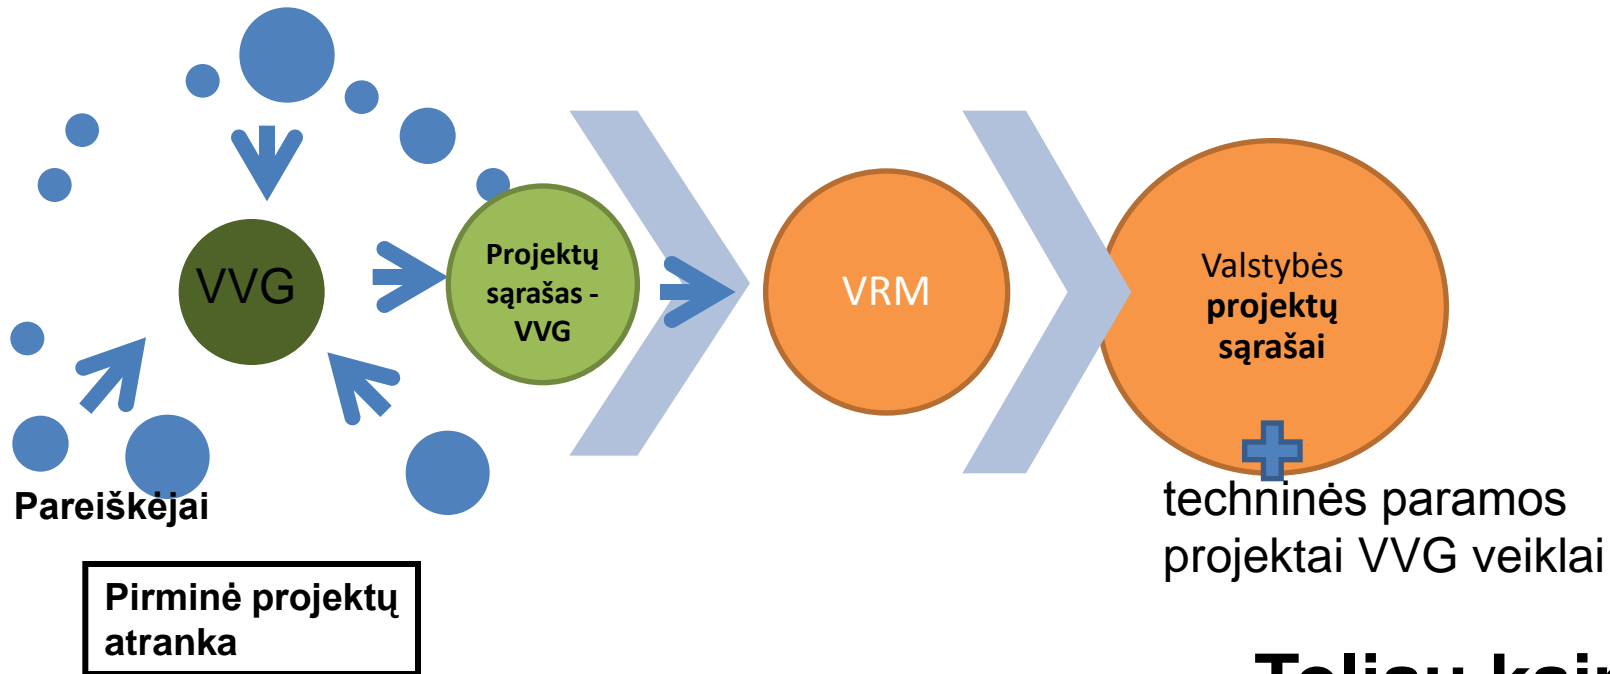 VVG
Projektų
sąrašas -
VVG
VRM
Valstybės
projektų
sąrašai
Pareiškėjai
techninės paramos
projektai VVG veiklai
Pirminė projektų
atranka